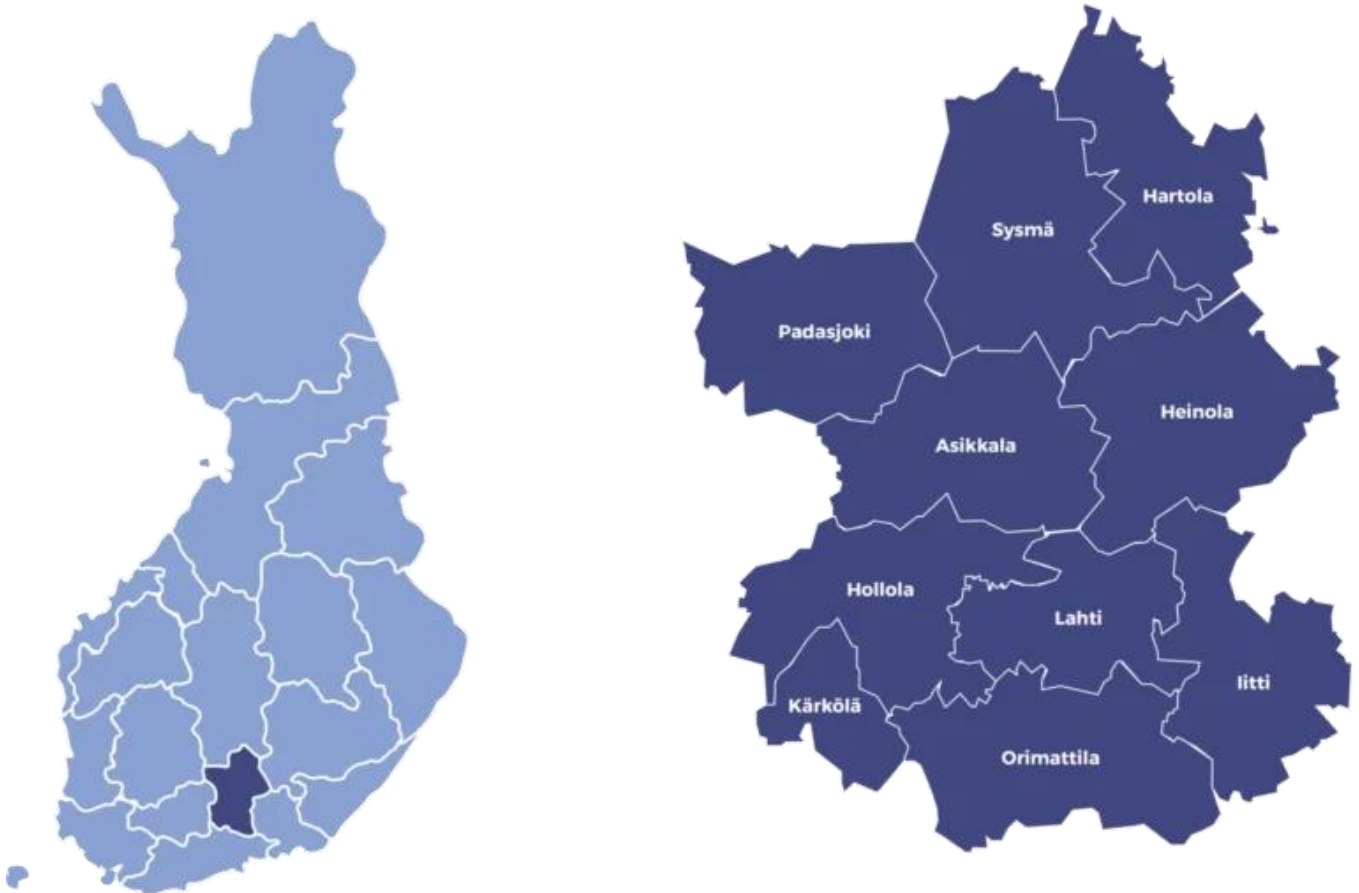 Hartola
Sysmä
Padasjoki
Heinola
Asikkala
Hollola
Lahti
Iitti
Kärkölä
Orimattila